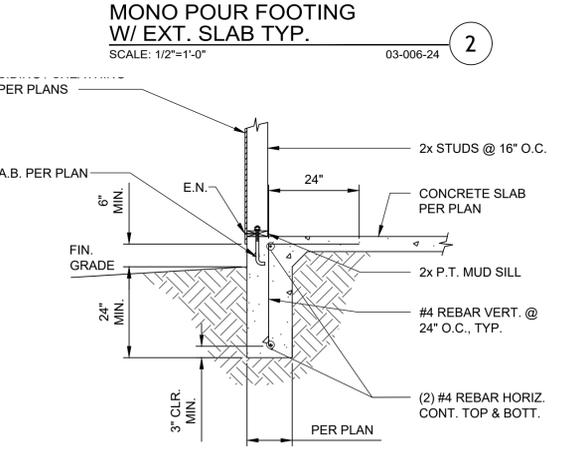 MONO POUR FOOTING
W/ EXT. SLAB TYP.
SCALE: 1/2"=1'-0"
03-006-24
2
PER PLANS
2x STUDS @ 16" O.C.
A.B. PER PLAN
E.N.
24"
6"
MIN.
CONCRETE SLAB
PER PLAN
FIN.
GRADE
2x P.T. MUD SILL
24"
MIN.
#4 REBAR VERT. @
24" O.C., TYP.
3" CLR.
MIN.
(2) #4 REBAR HORIZ.
CONT. TOP & BOTT.
PER PLAN